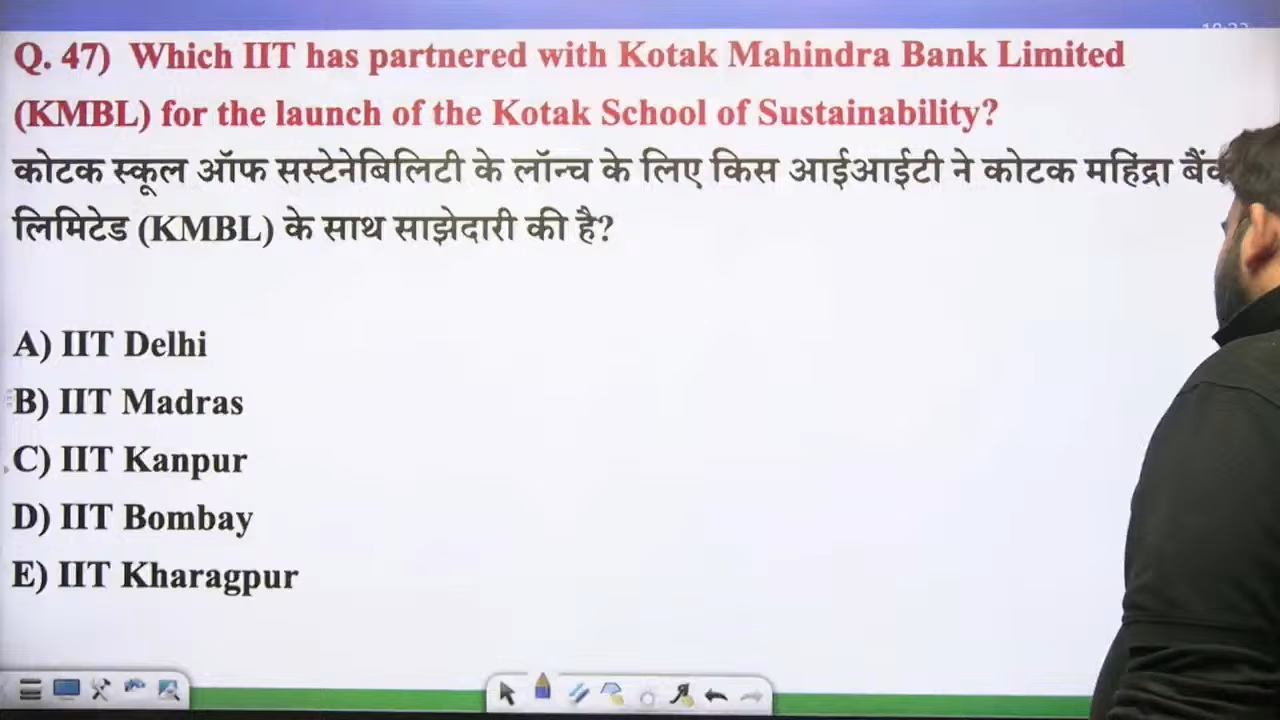 Q. 47) Which IIT has partnered with Kotak Mahindra Bank Limited
(KMBL) for the launch of the Kotak School of Sustainability?
कोटक स्कूल ऑफ सस्टेनेबिलिटी के लॉन्च के लिए किस आईआईटी ने कोटक महिंद्रा बैंक
लिमिटेड (KMBL) के साथ साझेदारी की है?
A) IIT Delhi
B) IIT Madras
C) IIT Kanpur
D) IIT Bombay
E) IIT Kharagpur